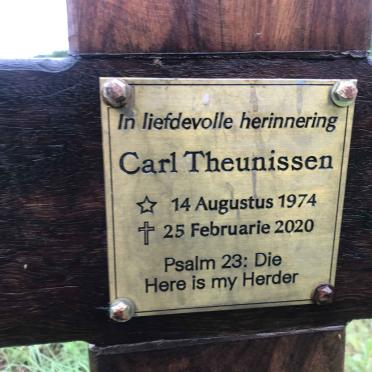 In liefdevolle herinnering
Carl Theunissen
☆ 14 Augustus 1974
✝ 25 Februarie 2020
Psalm 23: Die
Here is my Herder